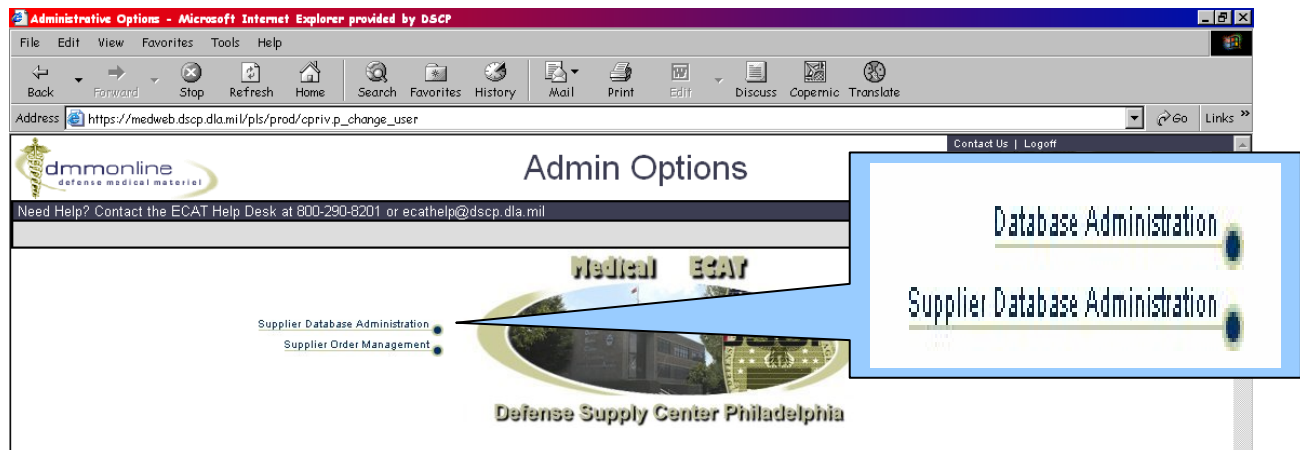 Administrative Options - Microsoft Internet Explorer provided by DSCP
File Edit View Favorites Tools Help
Back Forward Stop Refresh Home Search Favorites History Mail Print Edit Discuss Copernic Translate
Address https://medweb.dscp.dla.mil/pls/prod/cpriv.p_change_user Go Links »
Contact Us | Logoff
dmmonline
defense medical materiel
Admin Options
Need Help? Contact the ECAT Help Desk at 800-290-8201 or ecathelp@dscp.dla.mil
Database Administration
Supplier Database Administration
Medical ECAT
Supplier Database Administration
Supplier Order Management
Defense Supply Center Philadelphia